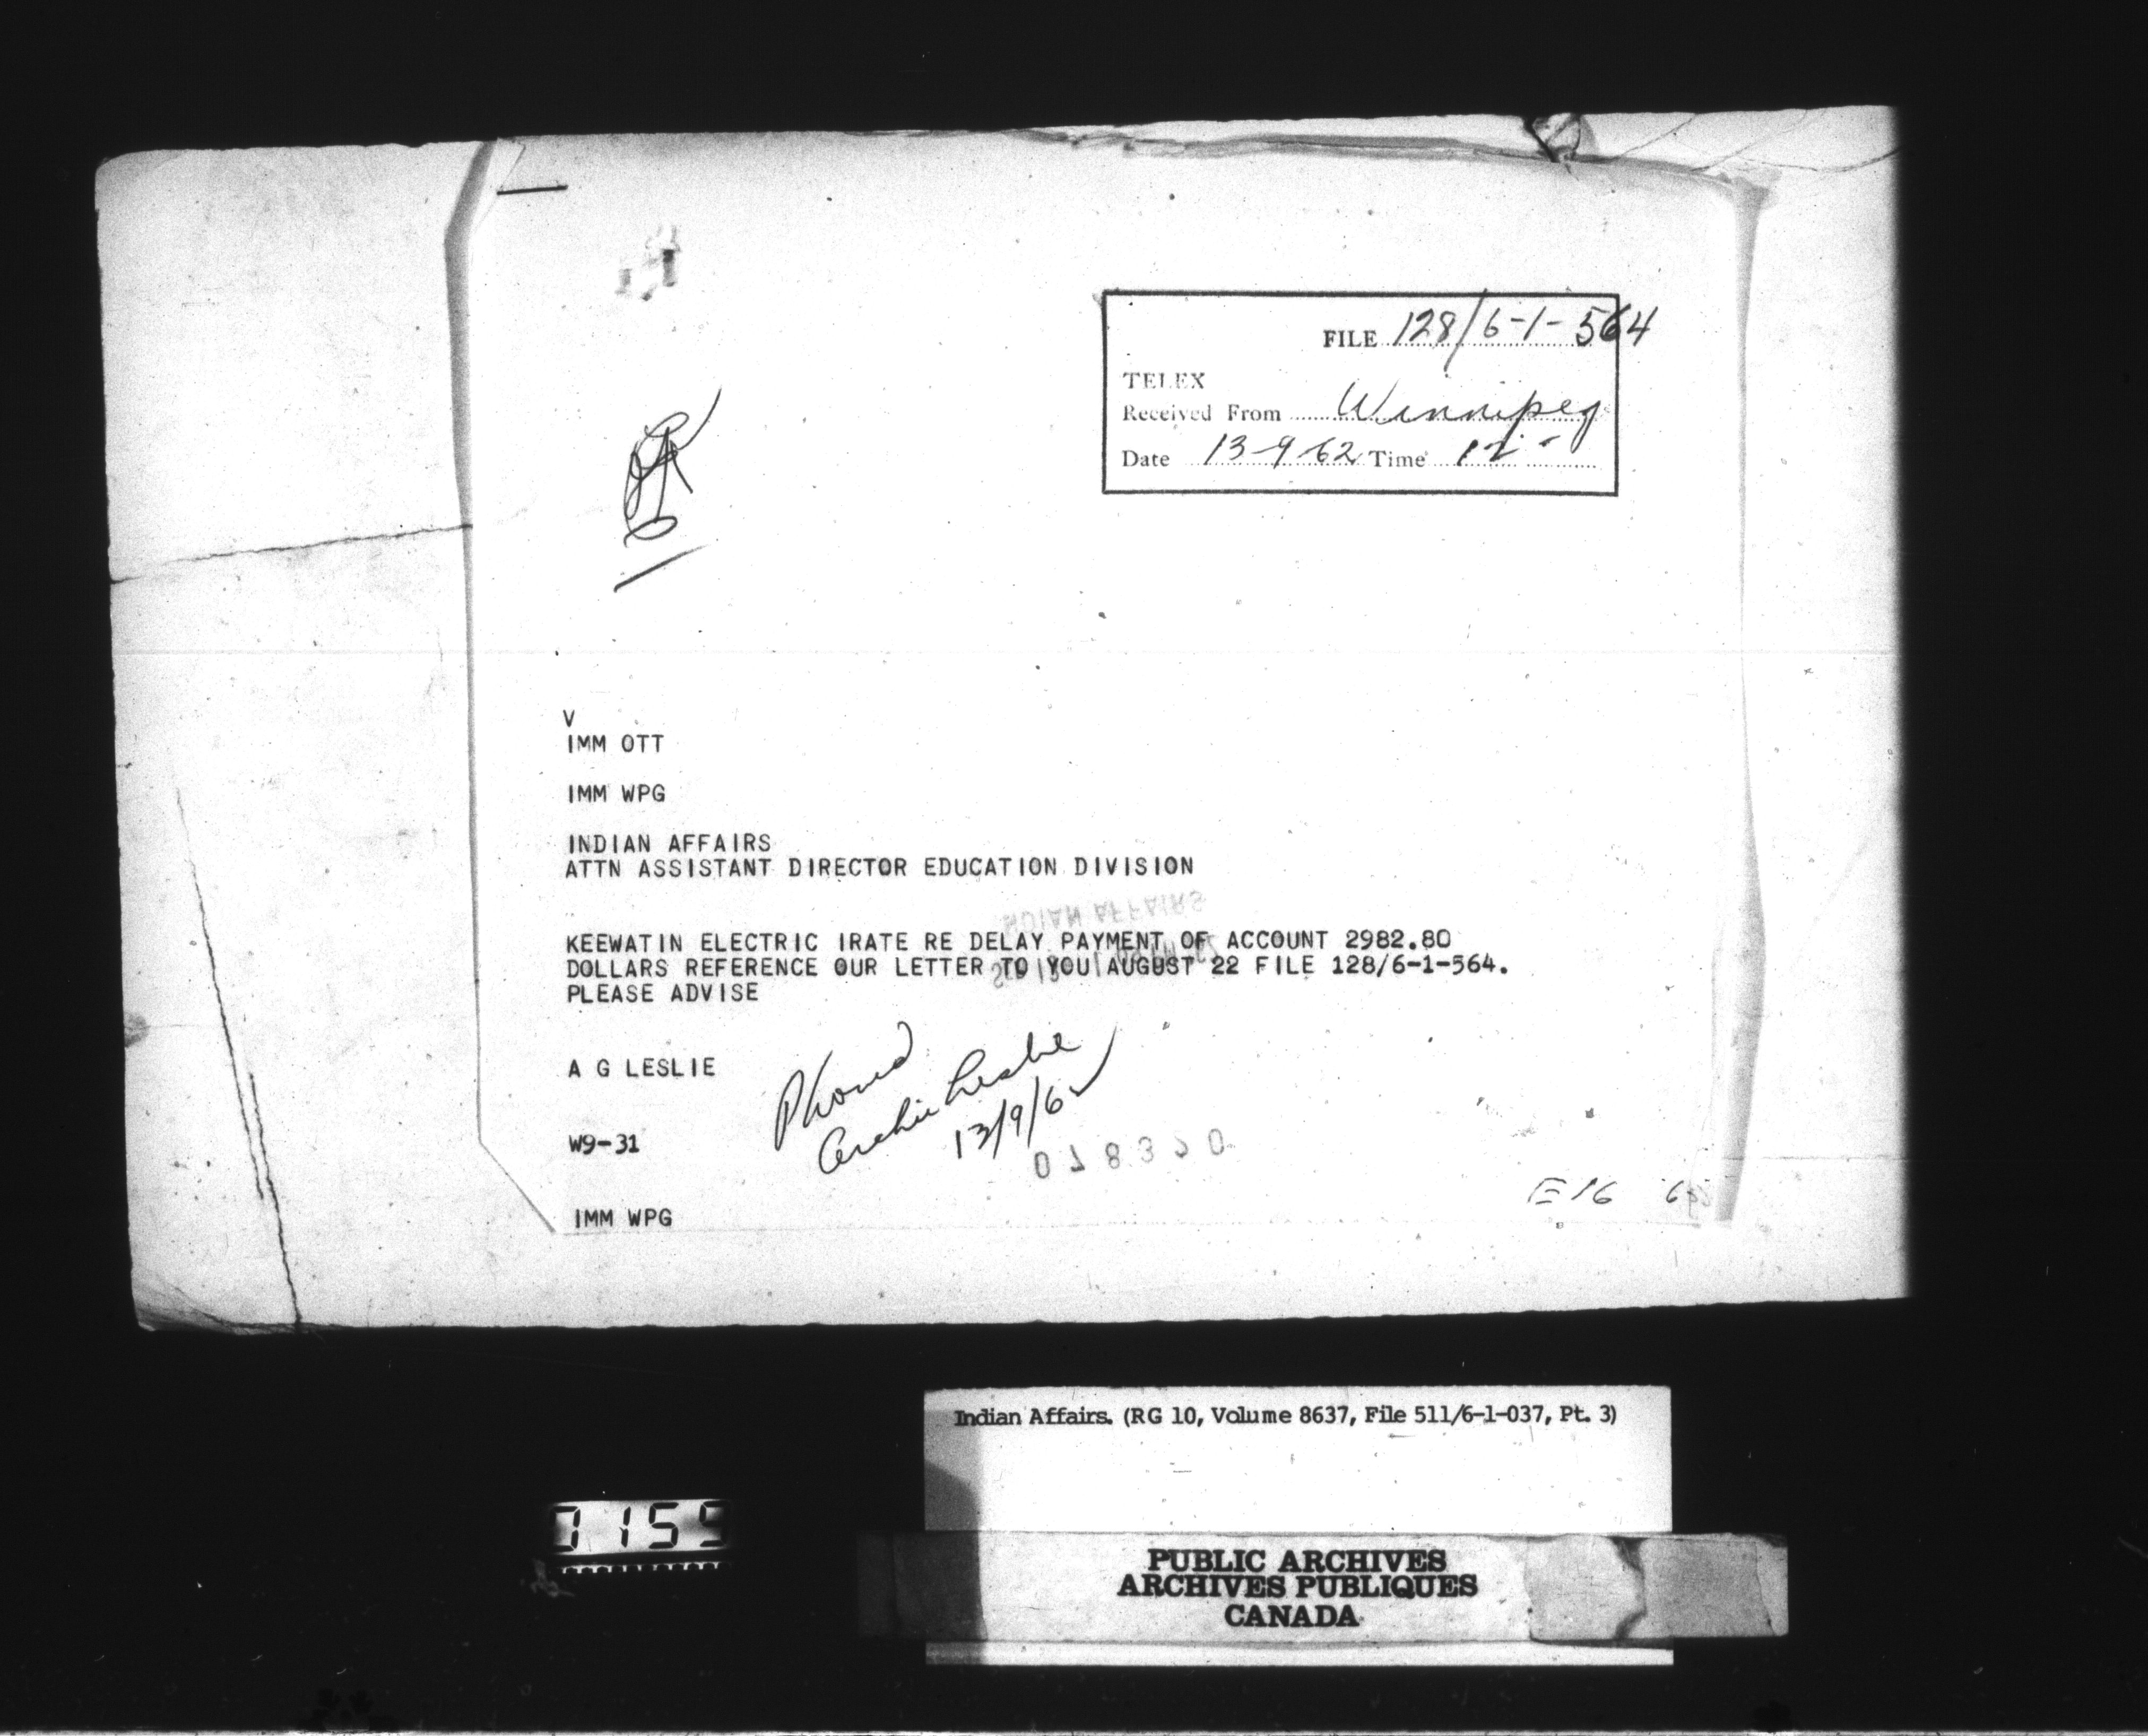 FILE 128/6-1-564
TELEX
Received From Winnipeg
Date 13-9-62 Time 12
V
IMM OTT
IMM WPG
INDIAN AFFAIRS
ATTN ASSISTANT DIRECTOR EDUCATION DIVISION
INDIAN AFFAIRS
KEEWATIN ELECTRIC IRATE RE DELAY PAYMENT OF ACCOUNT 2982.80
DOLLARS REFERENCE OUR LETTER TO YOU AUGUST 22 FILE 128/6-1-564.
PLEASE ADVISE
A G LESLIE
Phoned
Archie Leslie
13/9/62
W9-31
078320
E16
IMM WPG
Indian Affairs. (RG 10, Volume 8637, File 511/6-1-037, Pt. 3)
1155
PUBLIC ARCHIVES
ARCHIVES PUBLIQUES
CANADA